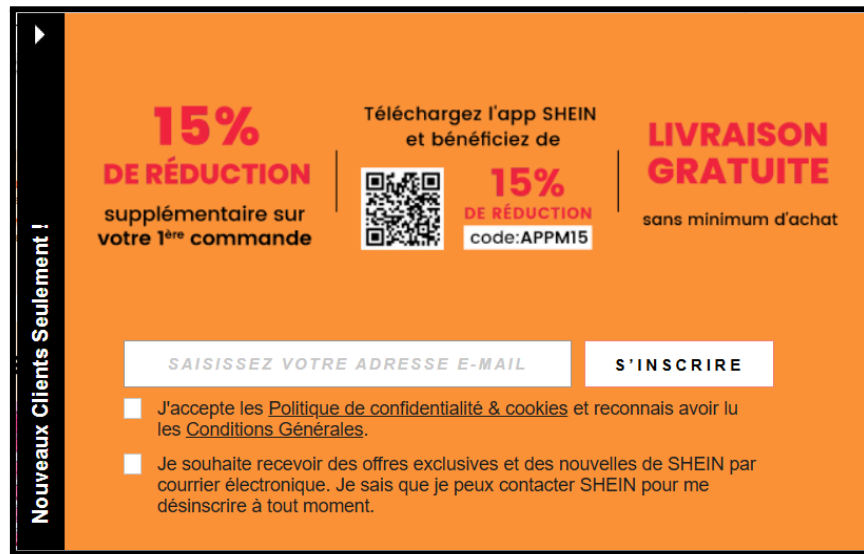 Nouveaux Clients Seulement !
15%
DE RÉDUCTION
supplémentaire sur
votre 1ère commande
Téléchargez l'app SHEIN
et bénéficiez de
15%
DE RÉDUCTION
code:APPM15
LIVRAISON
GRATUITE
sans minimum d'achat
SAISISSEZ VOTRE ADRESSE E-MAIL
S'INSCRIRE
J'accepte les Politique de confidentialité & cookies et reconnais avoir lu
les Conditions Générales.
Je souhaite recevoir des offres exclusives et des nouvelles de SHEIN par
courrier électronique. Je sais que je peux contacter SHEIN pour me
désinscrire à tout moment.